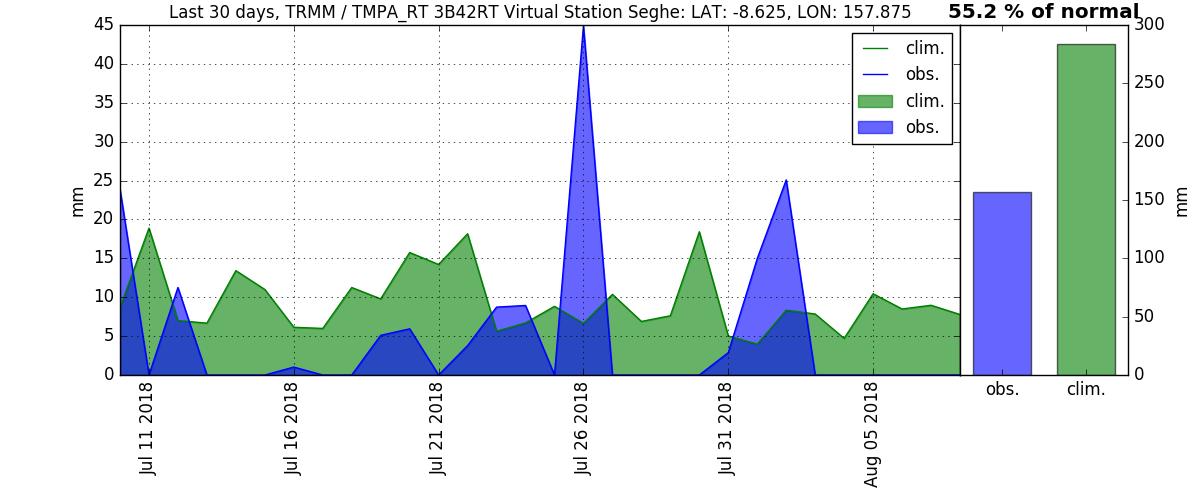 Last 30 days, TRMM / TMPA_RT 3B42RT Virtual Station Seghe: LAT: -8.625, LON: 157.875
55.2 % of normal
45
40
35
30
25
20
15
10
5
0
mm
clim.
obs.
clim.
obs.
Jul 11 2018
Jul 16 2018
Jul 21 2018
Jul 26 2018
Jul 31 2018
Aug 05 2018
300
250
200
150
100
50
0
mm
obs.
clim.